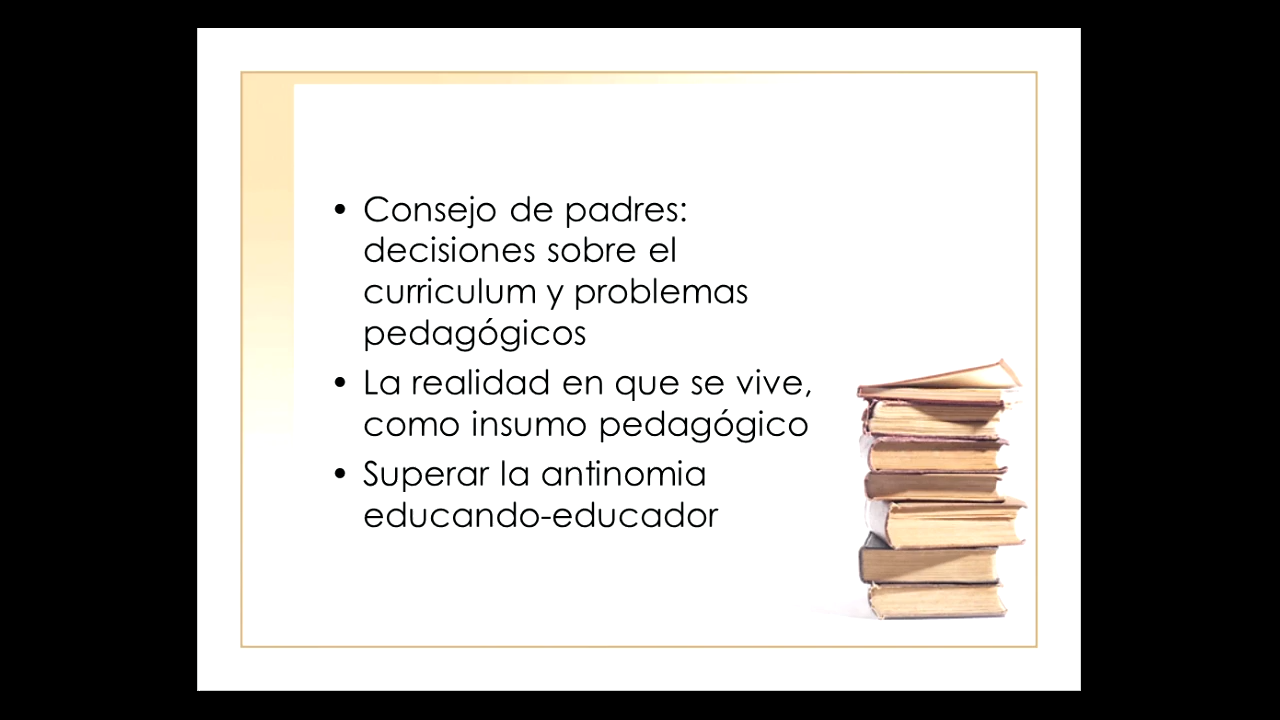 • Consejo de padres:
decisiones sobre el
curriculum y problemas
pedagógicos
• La realidad en que se vive,
como insumo pedagógico
• Superar la antinomia
educando-educador